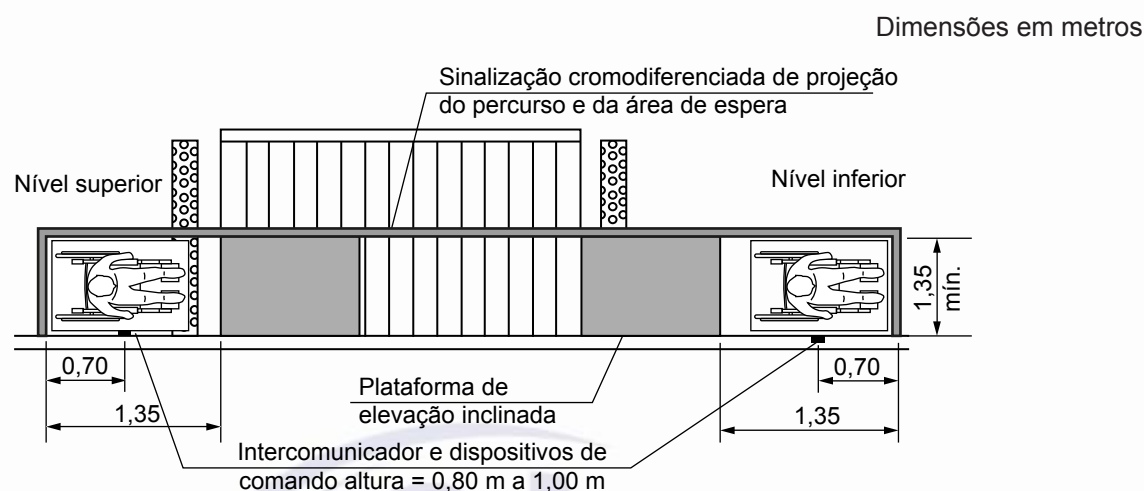 Dimensões em metros
Sinalização cromodiferenciada de projeção
do percurso e da área de espera
Nível superior
Nível inferior
1,35
mín.
0,70
0,70
Plataforma de
elevação inclinada
1,35
1,35
Intercomunicador e dispositivos de
comando altura = 0,80 m a 1,00 m